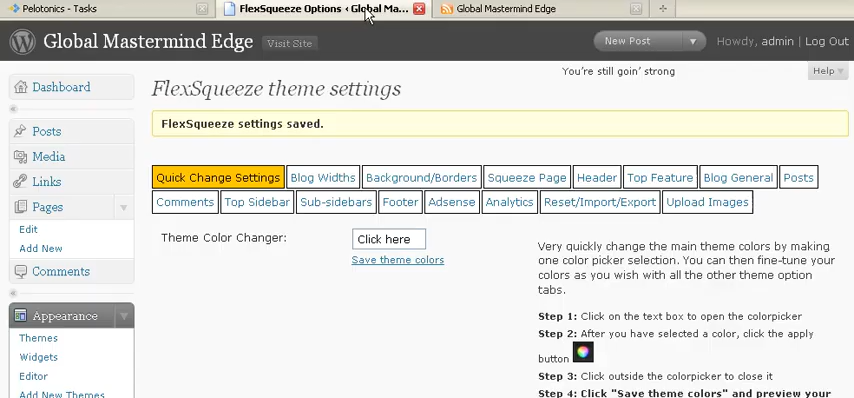 Pelotonics - Tasks
FlexSqueeze Options ‹ Global Ma...
Global Mastermind Edge
Global Mastermind Edge
Visit Site
New Post
Howdy, admin | Log Out
You're still goin' strong
Help
Dashboard
Posts
Media
Links
Pages
Edit
Add New
Comments
Appearance
Themes
Widgets
Editor
Add New Themes
FlexSqueeze theme settings
FlexSqueeze settings saved.
Quick Change Settings
Blog Widths
Background/Borders
Squeeze Page
Header
Top Feature
Blog General
Posts
Comments
Top Sidebar
Sub-sidebars
Footer
Adsense
Analytics
Reset/Import/Export
Upload Images
Theme Color Changer:
Click here
Save theme colors
Very quickly change the main theme colors by making
one color picker selection. You can then fine-tune your
colors as you wish with all the other theme option
tabs.
Step 1: Click on the text box to open the colorpicker
Step 2: After you have selected a color, click the apply
button
Step 3: Click outside the colorpicker to close it
Step 4: Click "Save theme colors" and preview your